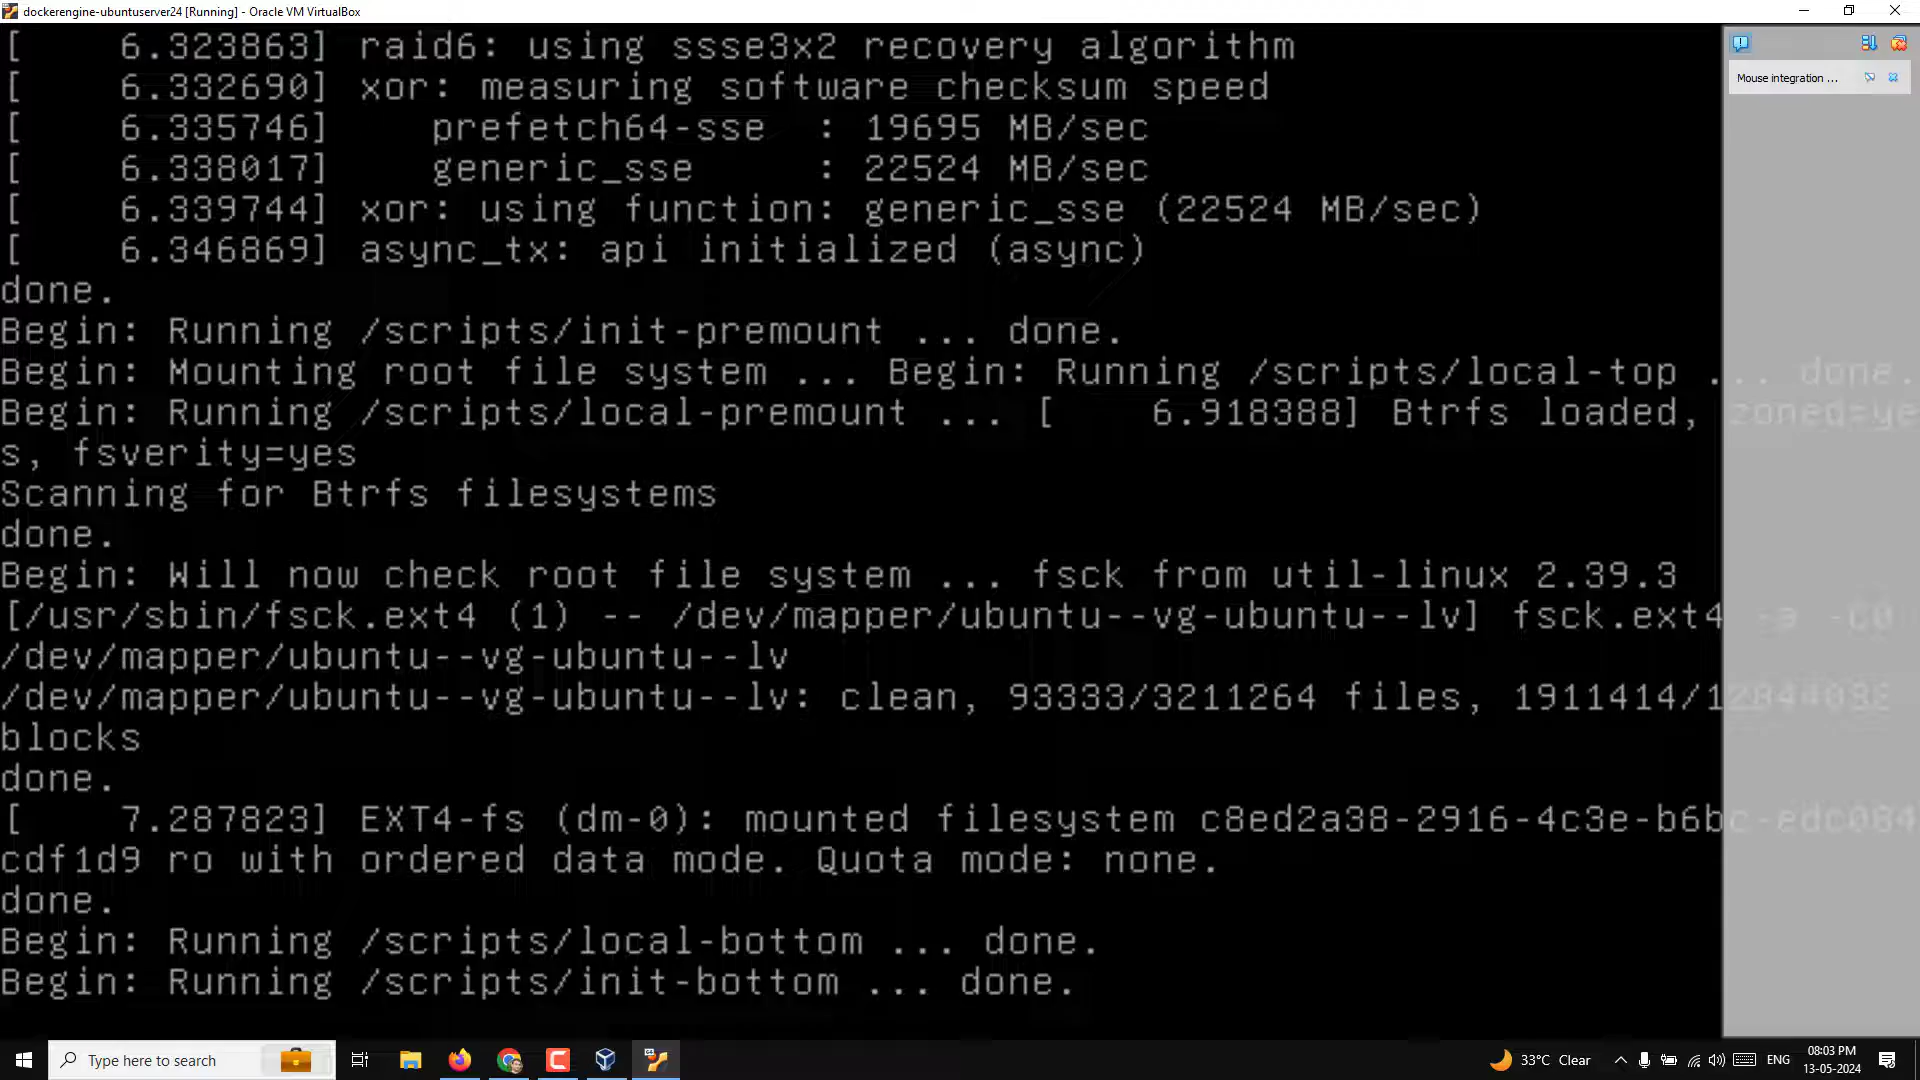 dockerengine-ubuntuserver24 [Running] - Oracle VM VirtualBox
[    6.323863] raid6: using ssse3x2 recovery algorithm
[    6.332690] xor: measuring software checksum speed
[    6.335746]    prefetch64-sse  : 19695 MB/sec
[    6.338017]    generic_sse     : 22524 MB/sec
[    6.339744] xor: using function: generic_sse (22524 MB/sec)
[    6.346869] async_tx: api initialized (async)
done.
Begin: Running /scripts/init-premount ... done.
Begin: Mounting root file system ... Begin: Running /scripts/local-top ... done.
Begin: Running /scripts/local-premount ... [    6.918388] Btrfs loaded, zoned=ye
s, fsverity=yes
Scanning for Btrfs filesystems
done.
Begin: Will now check root file system ... fsck from util-linux 2.39.3
[/usr/sbin/fsck.ext4 (1) -- /dev/mapper/ubuntu--vg-ubuntu--lv] fsck.ext4 -a -C0
/dev/mapper/ubuntu--vg-ubuntu--lv
/dev/mapper/ubuntu--vg-ubuntu--lv: clean, 93333/3211264 files,
blocks
done.
[    7.287823] EXT4-fs (dm-0): mounted filesystem c8ed2a38-2916-4c3e-b6bc-edc084
cdf1d9 ro with ordered data mode. Quota mode: none.
done.
Begin: Running /scripts/local-bottom ... done.
Begin: Running /scripts/init-bottom ... done.
Mouse integration ...
Type here to search
33°C Clear
ENG
08:03 PM
13-05-2024